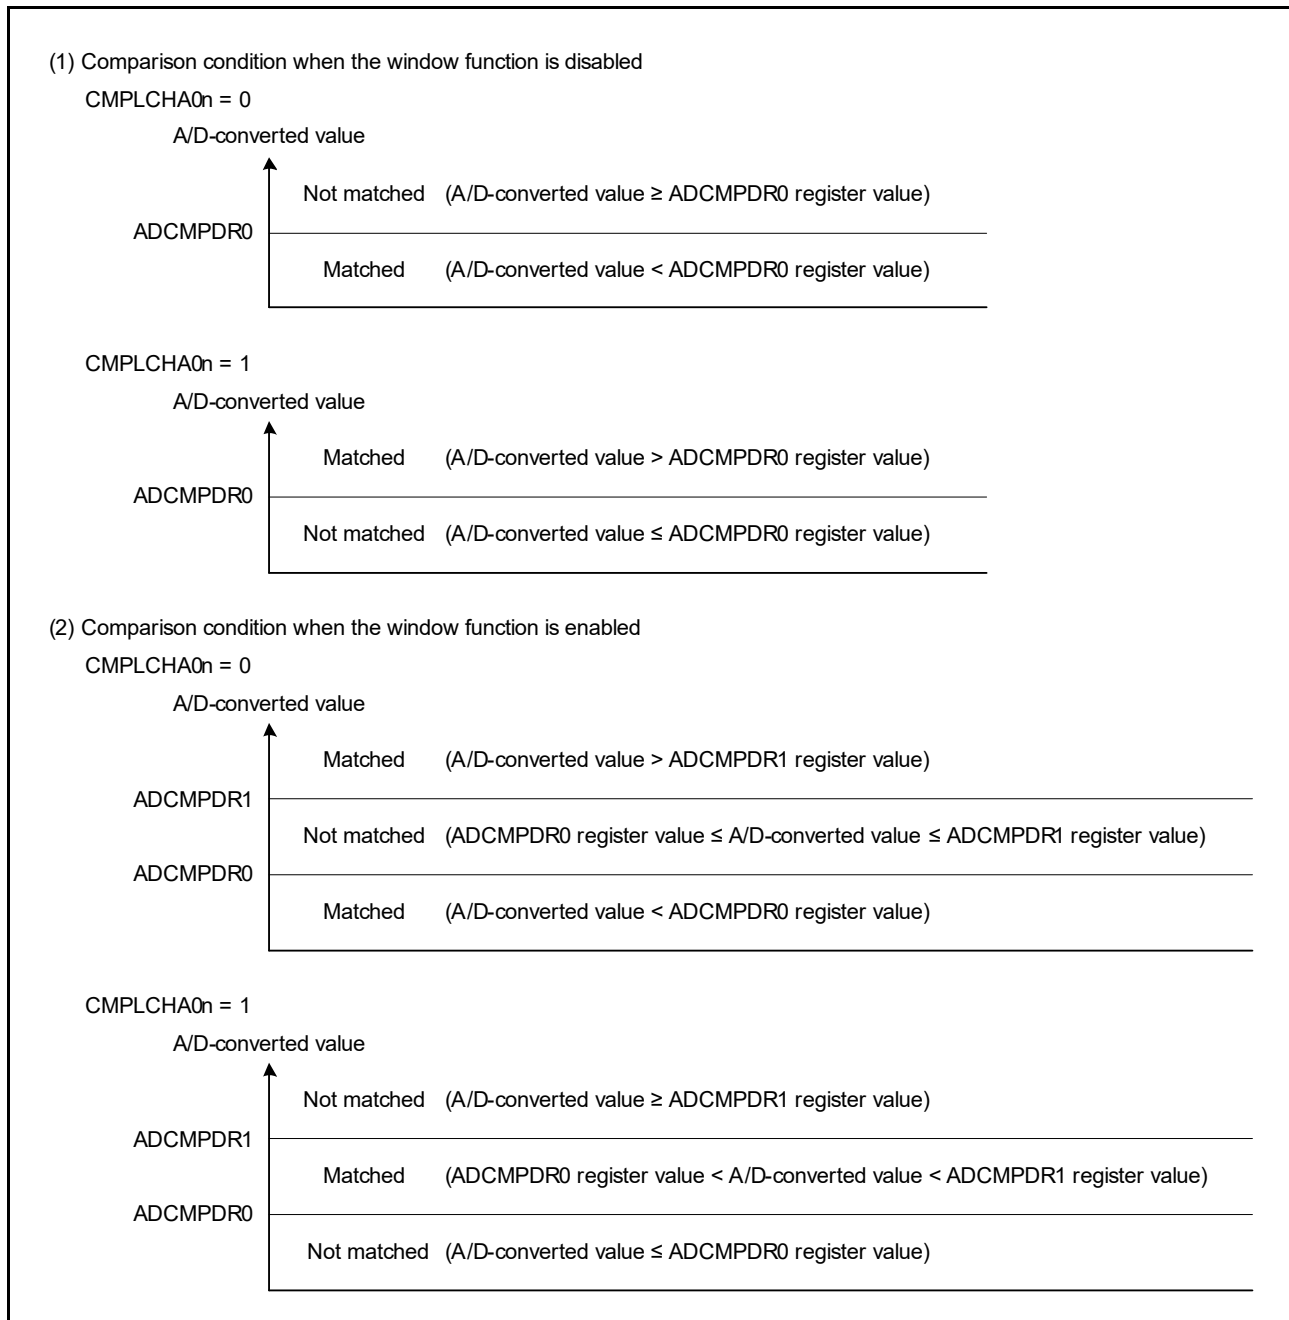 (1) Comparison condition when the window function is disabled
CMPLCHA0n = 0
A/D-converted value
Not matched (A/D-converted value ≥ ADCMPDR0 register value)
ADCMPDR0
Matched (A/D-converted value < ADCMPDR0 register value)
CMPLCHA0n = 1
A/D-converted value
Matched (A/D-converted value > ADCMPDR0 register value)
ADCMPDR0
Not matched (A/D-converted value ≤ ADCMPDR0 register value)
(2) Comparison condition when the window function is enabled
CMPLCHA0n = 0
A/D-converted value
Matched (A/D-converted value > ADCMPDR1 register value)
ADCMPDR1
Not matched (ADCMPDR0 register value ≤ A/D-converted value ≤ ADCMPDR1 register value)
ADCMPDR0
Matched (A/D-converted value < ADCMPDR0 register value)
CMPLCHA0n = 1
A/D-converted value
Not matched (A/D-converted value ≥ ADCMPDR1 register value)
ADCMPDR1
Matched (ADCMPDR0 register value < A/D-converted value < ADCMPDR1 register value)
ADCMPDR0
Not matched (A/D-converted value ≤ ADCMPDR0 register value)